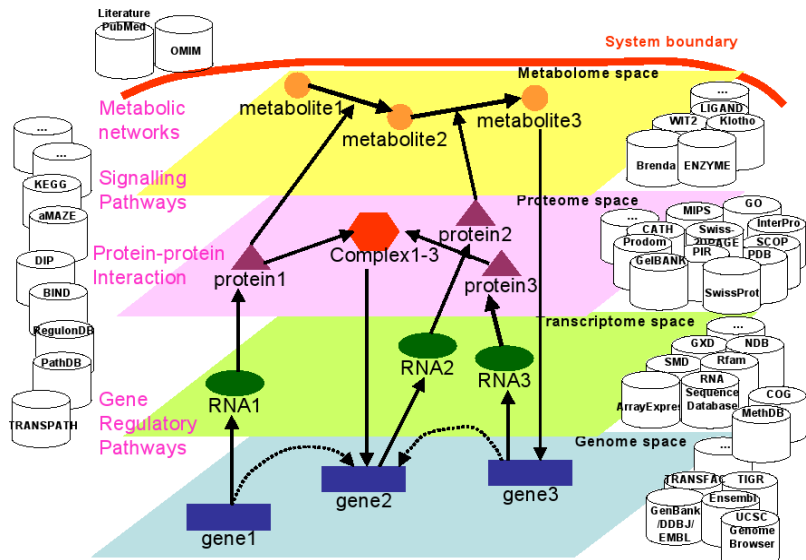 Literature
PubMed
OMIM
System boundary
Metabolome space
Metabolic
networks
metabolite1
metabolite2
metabolite3
...
LIGAND
WIT2
Klotho
Brenda
ENZYME
...
...
KEGG
aMAZE
DIP
BIND
RegulonDB
PathDB
TRANSPATH
Signalling
Pathways
Proteome space
Protein-protein
Interaction
protein1
Complex1-3
protein2
protein3
...
MIPS
GO
CATH
Swiss-
2DPAGE
InterPro
Prodom
PIR
SCOP
PDB
GelBANK
SwissProt
Transcriptome space
...
GXD
NDB
SMD
Rfam
RNA
Sequence
Database
ArrayExpres
COG
MethDB
RNA1
RNA2
RNA3
Gene
Regulatory
Pathways
Genome space
gene1
gene2
gene3
...
TRANSFAC
TIGR
Ensembl
GenBank
/DDBJ/
EMBL
UCSC
Genome
Browser